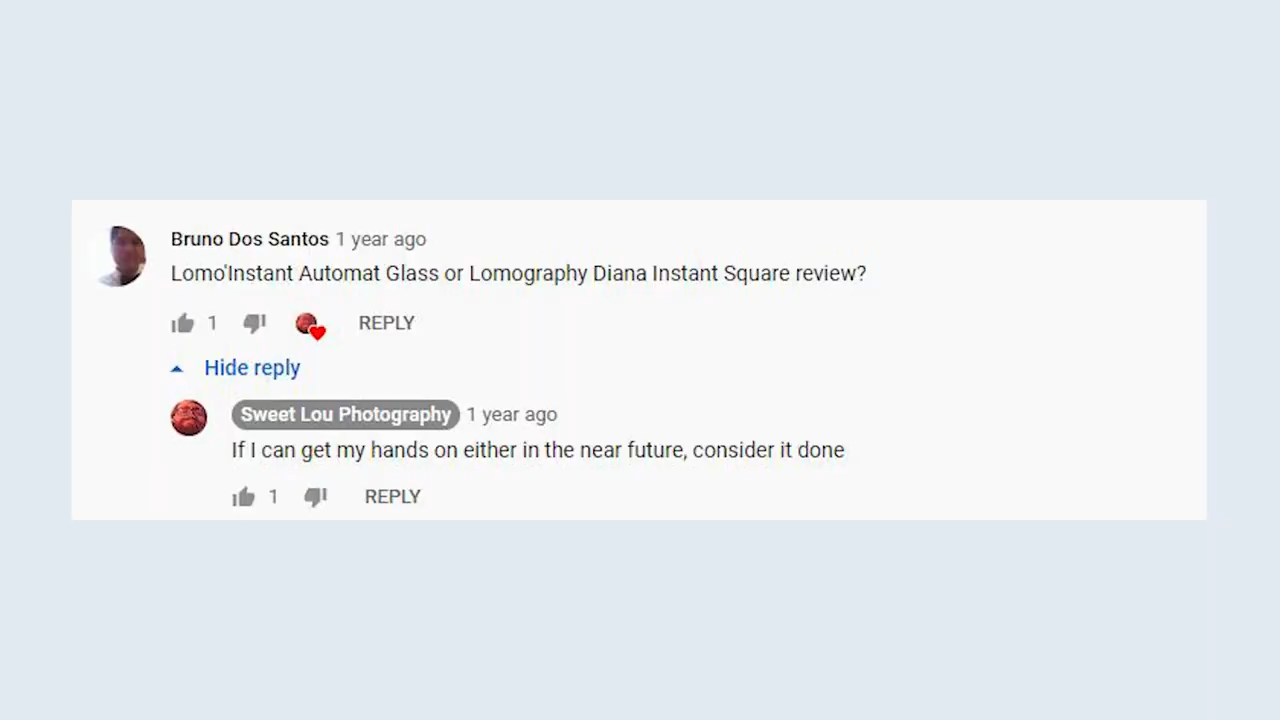 Bruno Dos Santos 1 year ago
Lomo'Instant Automat Glass or Lomography Diana Instant Square review?
1 REPLY
Hide reply
Sweet Lou Photography 1 year ago
If I can get my hands on either in the near future, consider it done
1 REPLY